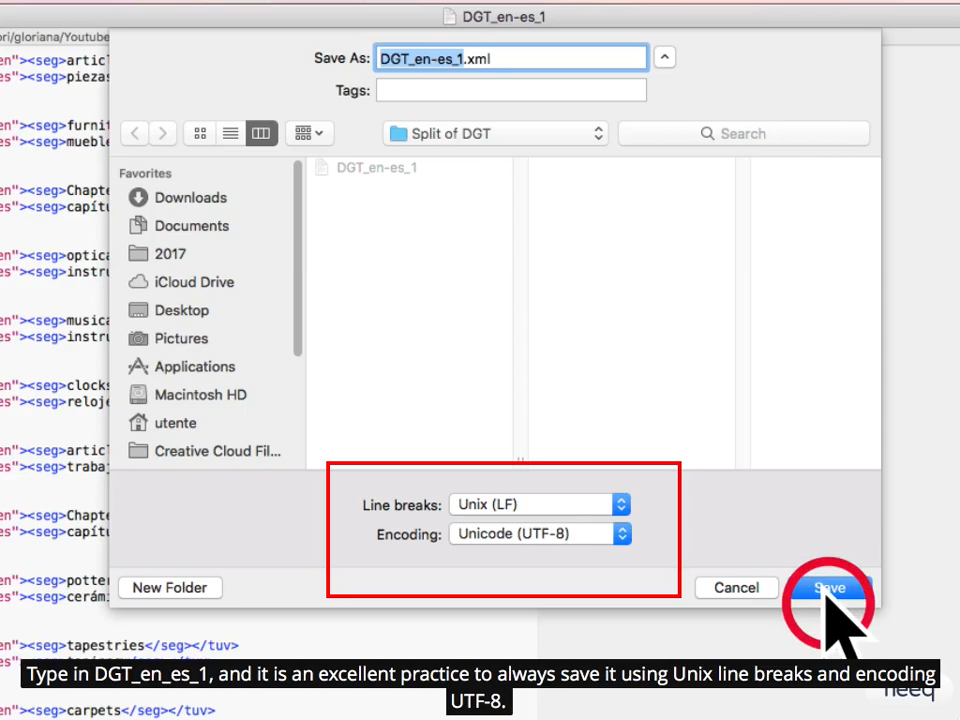 DGT_en-es_1
ori/gloriana/Youtube
Save As: DGT_en-es_1.xml
Tags:
Split of DGT
Search
Favorites
Downloads
Documents
2017
iCloud Drive
Desktop
Pictures
Applications
Macintosh HD
utente
Creative Cloud Fil...
DGT_en-es_1
en"><seg>artic
es"><seg>piezas
en"><seg>furnit
es"><seg>mueble
en"><seg>Chapte
es"><seg>capítu
en"><seg>optica
es"><seg>instru
en"><seg>musica
es"><seg>instru
en"><seg>clocks
es"><seg>reloje
en"><seg>artic
es"><seg>trabaj
en"><seg>Chapte
es"><seg>capítu
en"><seg>potter
es"><seg>cerámi
en"><seg>tapestries</seg></tuv>
en"><seg>carpets</seg></tuv>
Line breaks: Unix (LF)
Encoding: Unicode (UTF-8)
New Folder
Cancel
Save
Type in DGT_en_es_1, and it is an excellent practice to always save it using Unix line breaks and encoding
UTF-8.